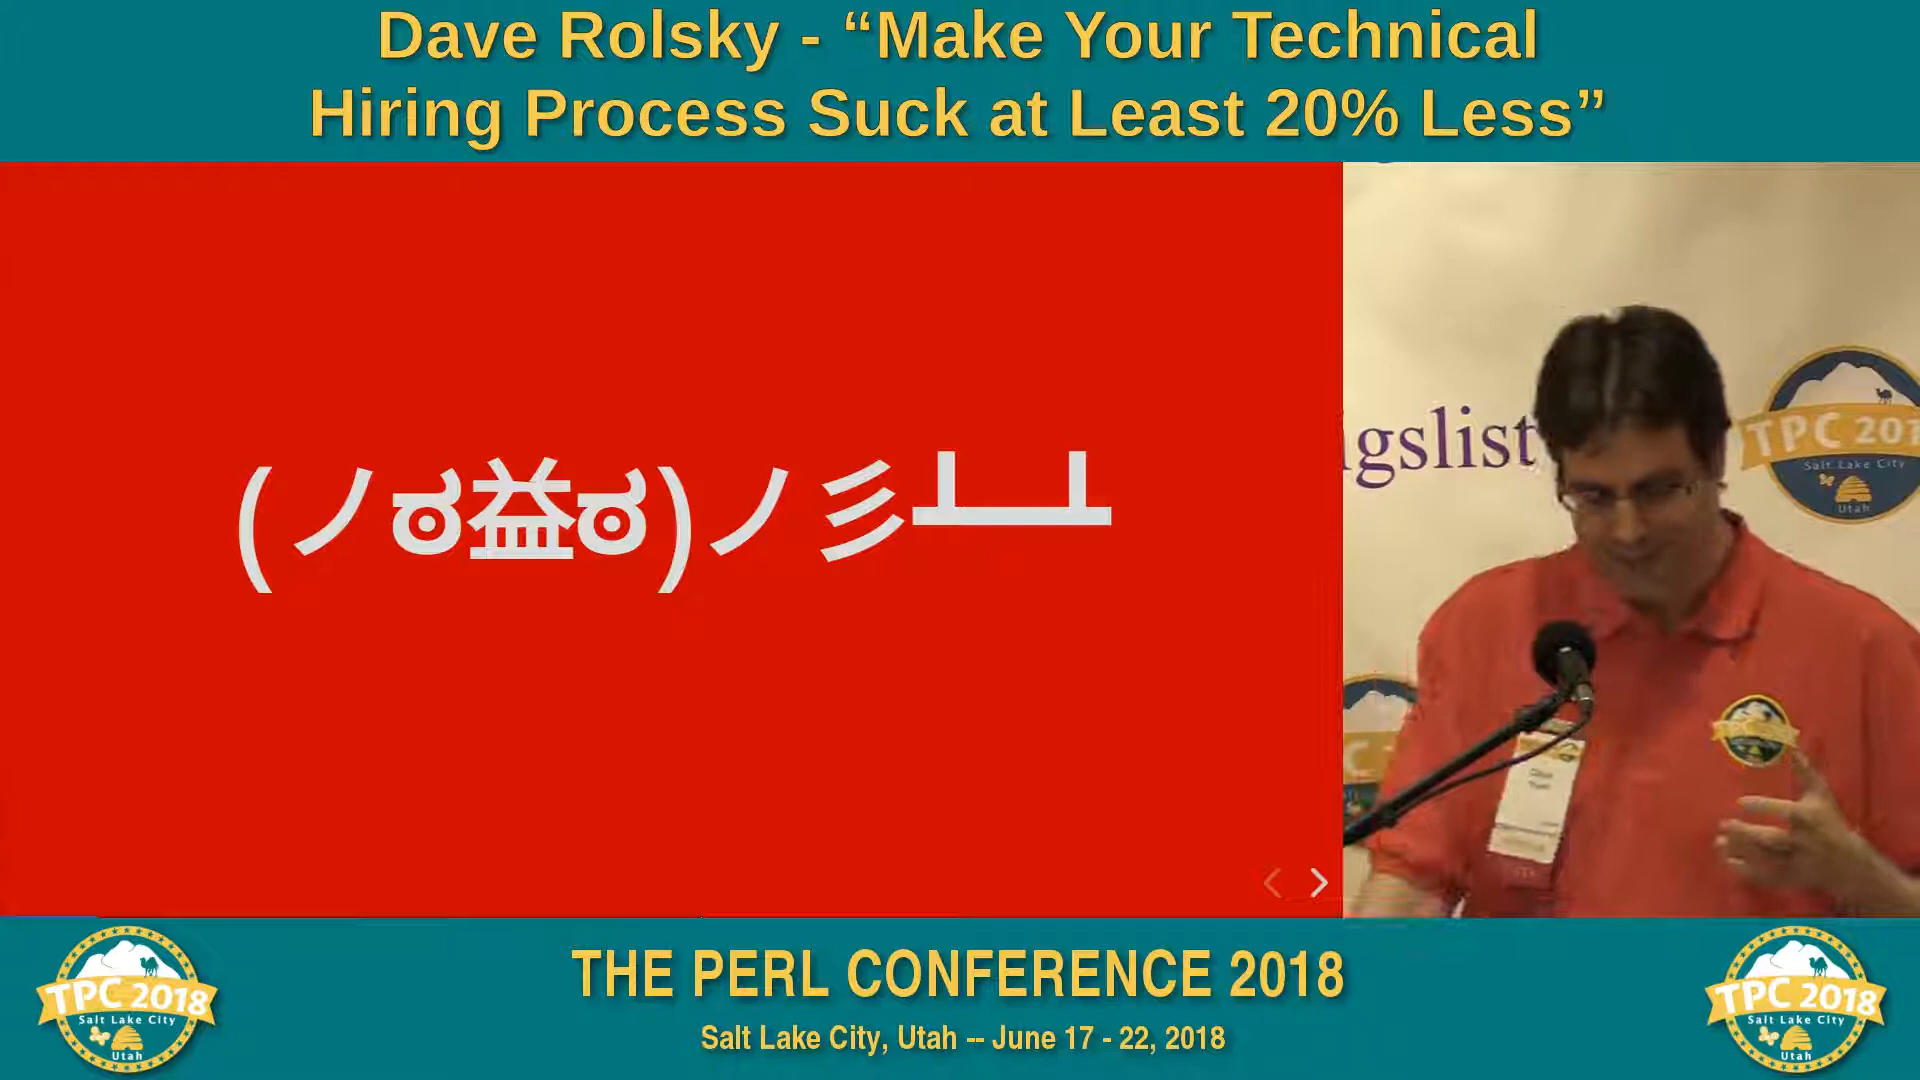 Dave Rolsky - “Make Your Technical
Hiring Process Suck at Least 20% Less”
(ノಠ益ಠ)ノ彡┻━┻
igslist
TPC 201
Salt Lake City
Utah
TPC 2018
Salt Lake City
Utah
THE PERL CONFERENCE 2018
Salt Lake City, Utah -- June 17 - 22, 2018
TPC 2018
Salt Lake City
Utah